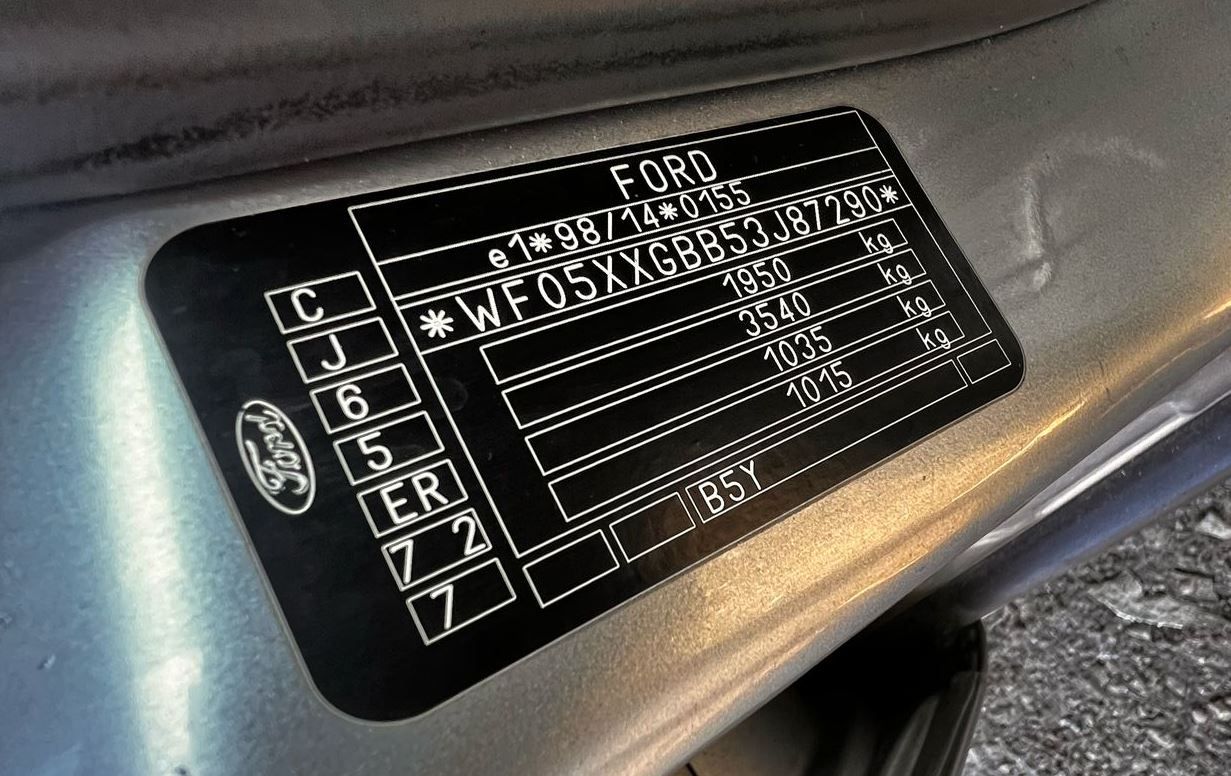 FORD
e1*98/14*0155
*WF05XXGBB53J87290*
1950 kg
3540 kg
1035 kg
1015 kg
C
J
6
5
ER
7 2
7
B5Y
Ford